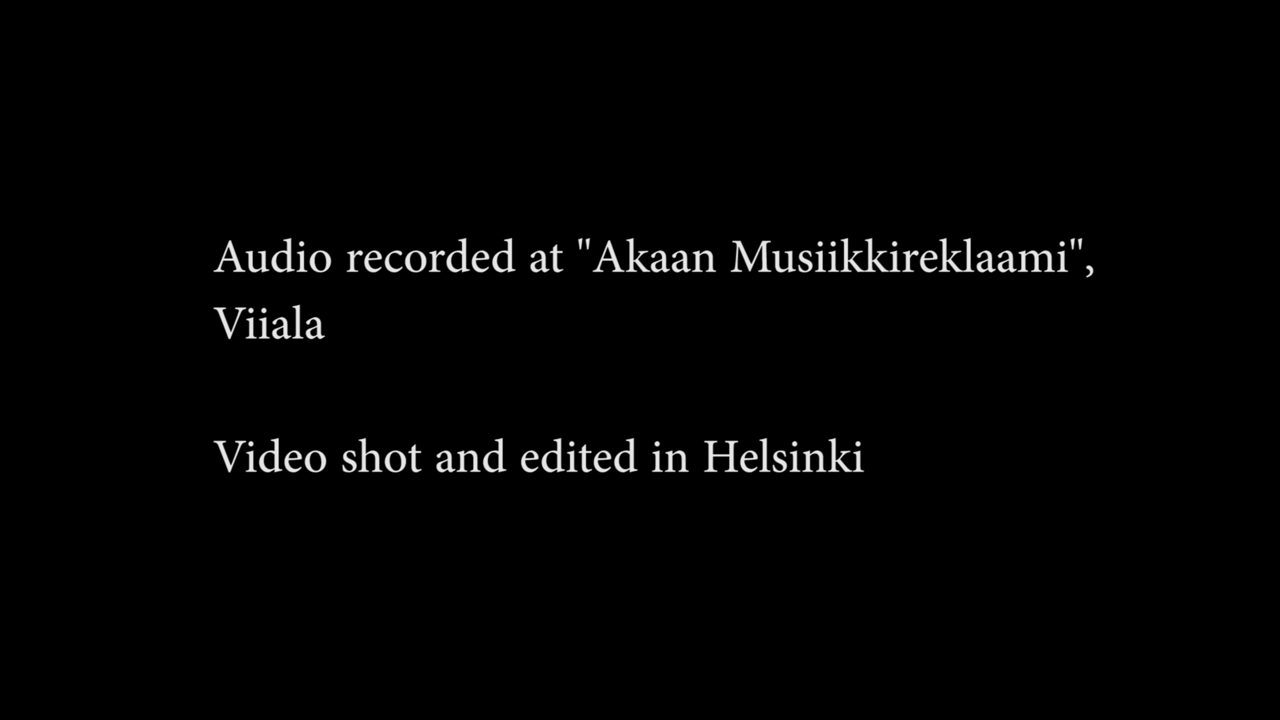 Audio recorded at "Akaan Musiikkireklaami",
Viiala
Video shot and edited in Helsinki